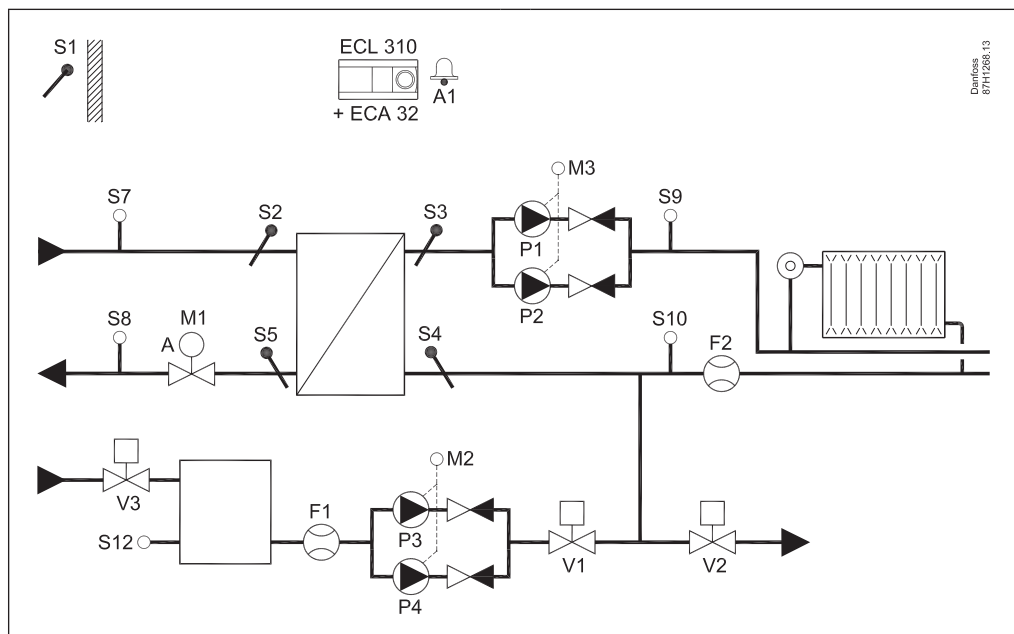 S1
ECL 310
A1
+ ECA 32
Danfoss
87H1268.13
M3
S7
S2
S3
S9
P1
P2
S8
M1
A
S5
S4
S10
F2
M2
V3
F1
P3
S12
V1
V2
P4